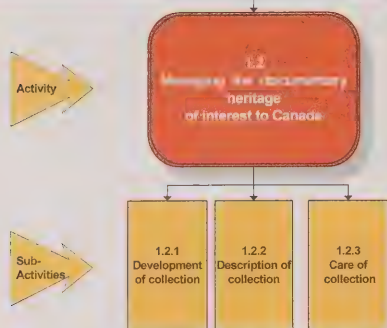 Activity
1.2
Managing the documentary
heritage
of interest to Canada
Sub-
Activities
1.2.1
Development
of collection
1.2.2
Description of
collection
1.2.3
Care of
collection